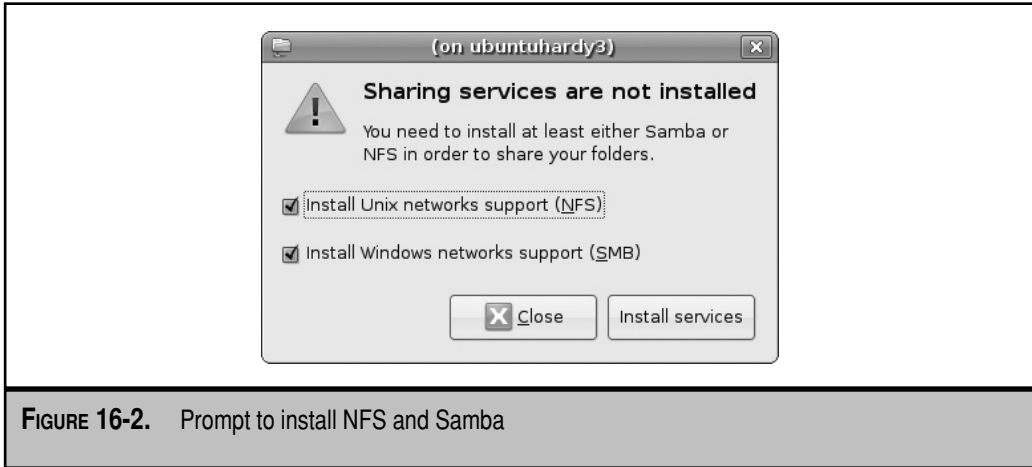 (on ubuntuhardy3)
Sharing services are not installed
You need to install at least either Samba or
NFS in order to share your folders.
Install Unix networks support (NFS)
Install Windows networks support (SMB)
Close
Install services
FIGURE 16-2. Prompt to install NFS and Samba